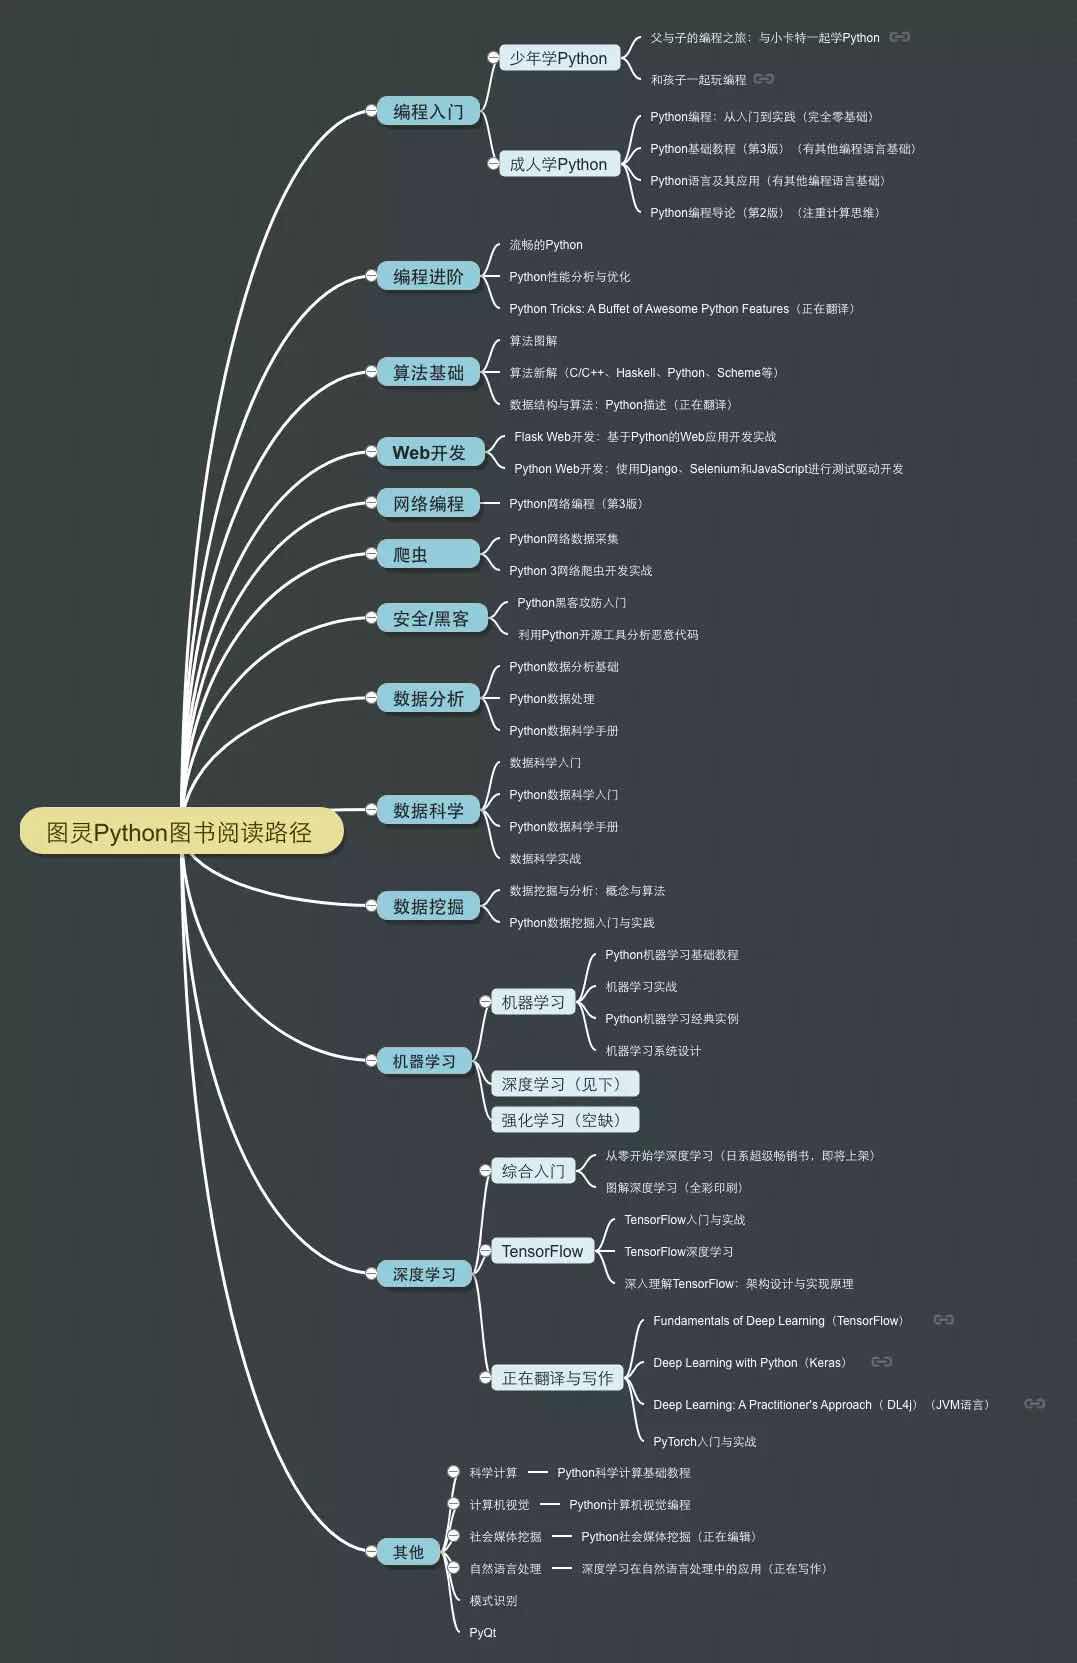 图灵Python图书阅读路径
编程入门
少年学Python
父与子的编程之旅：与小卡特一起学Python
和孩子一起玩编程
成人学Python
Python编程：从入门到实践（完全零基础）
Python基础教程（第3版）（有其他编程语言基础）
Python语言及其应用（有其他编程语言基础）
Python编程导论（第2版）（注重计算思维）
编程进阶
流畅的Python
Python性能分析与优化
Python Tricks: A Buffet of Awesome Python Features（正在翻译）
算法基础
算法图解
算法新解（C/C++、Haskell、Python、Scheme等）
数据结构与算法：Python描述（正在翻译）
Web开发
Flask Web开发：基于Python的Web应用开发实战
Python Web开发：使用Django、Selenium和JavaScript进行测试驱动开发
网络编程
Python网络编程（第3版）
爬虫
Python网络数据采集
Python 3网络爬虫开发实战
安全/黑客
Python黑客攻防入门
利用Python开源工具分析恶意代码
数据分析
Python数据分析基础
Python数据处理
Python数据科学手册
数据科学
数据科学入门
Python数据科学入门
Python数据科学手册
数据科学实战
数据挖掘
数据挖掘与分析：概念与算法
Python数据挖掘入门与实践
机器学习
机器学习
Python机器学习基础教程
机器学习实战
Python机器学习经典实例
机器学习系统设计
深度学习（见下）
强化学习（空缺）
深度学习
综合入门
从零开始学深度学习（日系超级畅销书，即将上架）
图解深度学习（全彩印刷）
TensorFlow
TensorFlow入门与实战
TensorFlow深度学习
深入理解TensorFlow：架构设计与实现原理
正在翻译与写作
Fundamentals of Deep Learning（TensorFlow）
Deep Learning with Python（Keras）
Deep Learning: A Practitioner's Approach（ DL4j）（JVM语言）
PyTorch入门与实战
其他
科学计算 Python科学计算基础教程
计算机视觉 Python计算机视觉编程
社会媒体挖掘 Python社会媒体挖掘（正在编辑）
自然语言处理 深度学习在自然语言处理中的应用（正在写作）
模式识别
PyQt